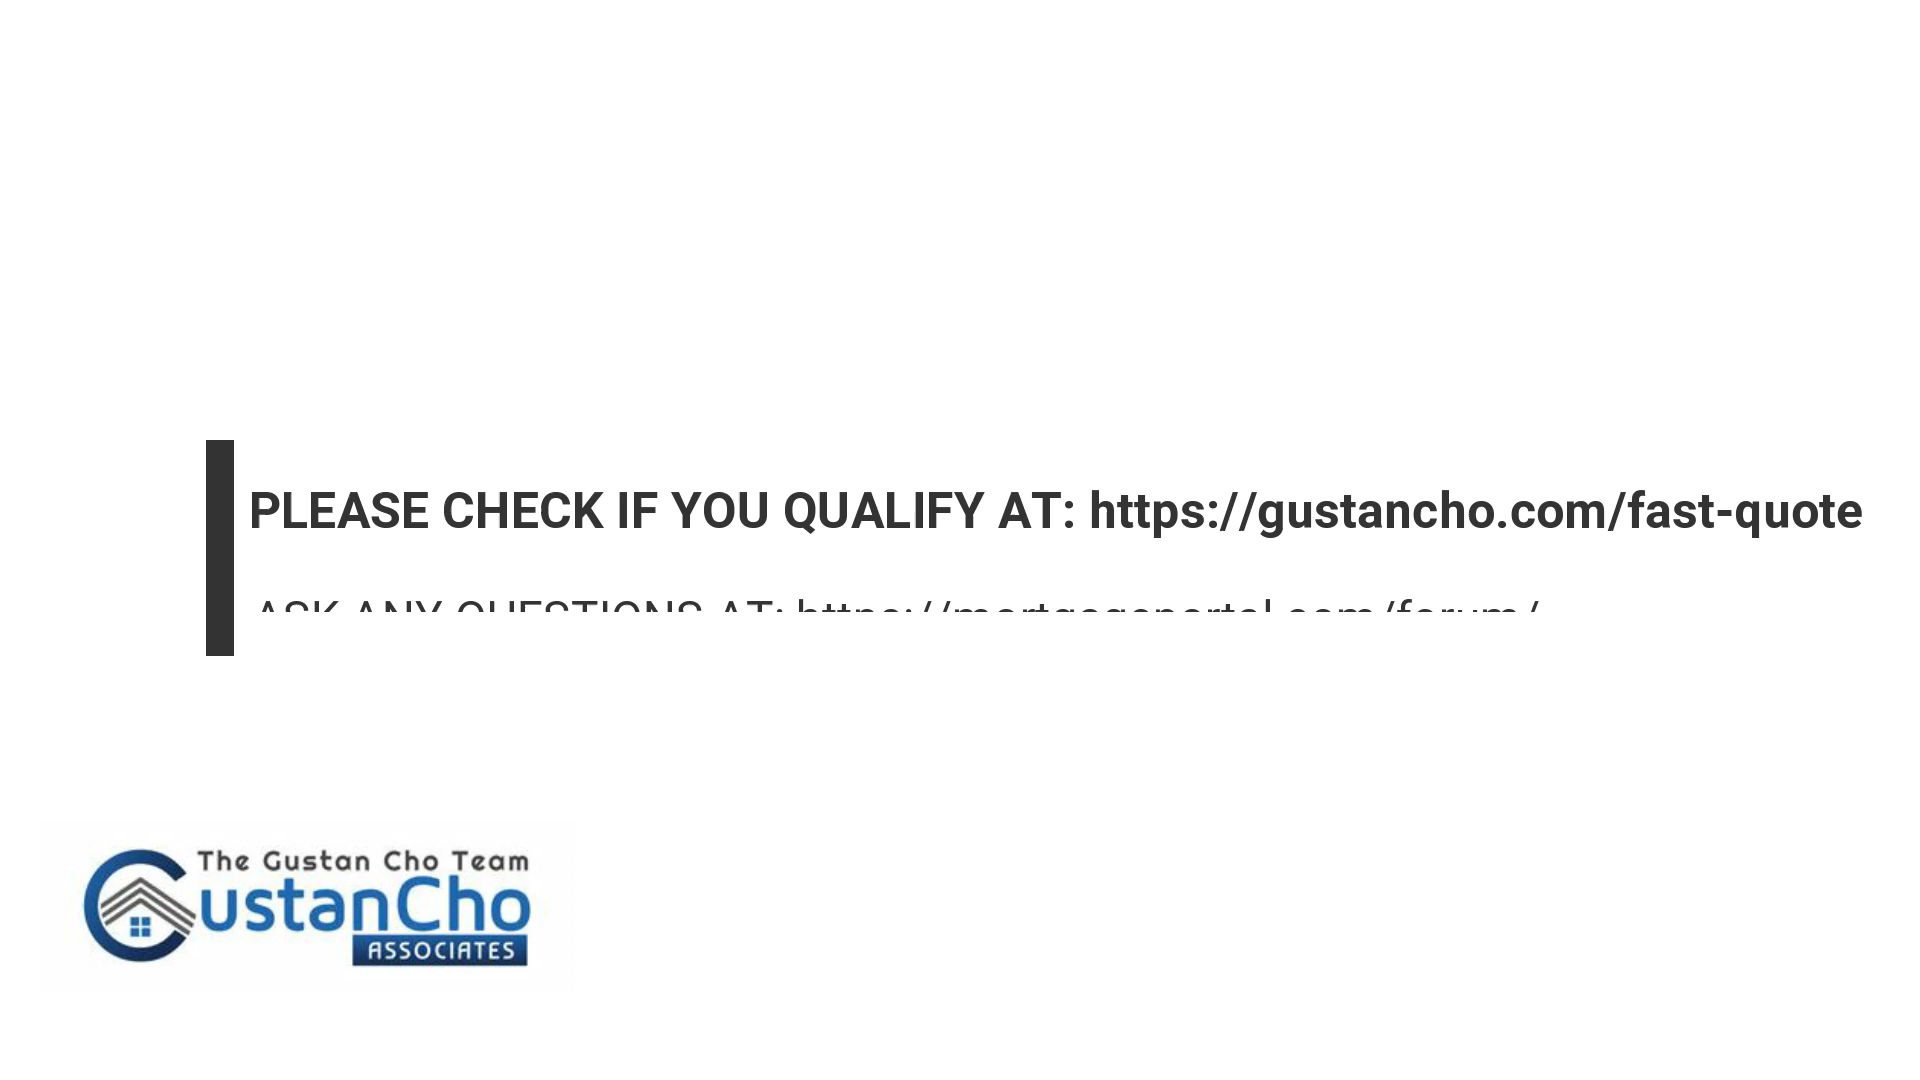 PLEASE CHECK IF YOU QUALIFY AT: https://gustancho.com/fast-quote
ASK ANY QUESTIONS AT: https://mortgageportal.com/forum/
The Gustan Cho Team
GustanCho
ASSOCIATES